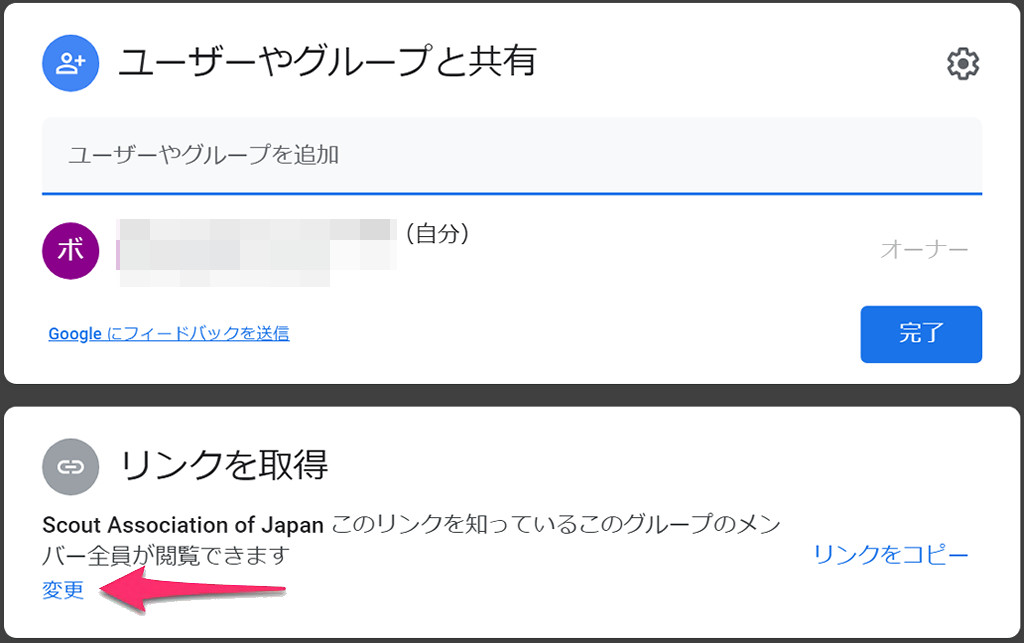 ユーザーやグループと共有
ユーザーやグループを追加
ボ
(自分)
オーナー
Google にフィードバックを送信
完了
リンクを取得
Scout Association of Japan このリンクを知っているこのグループのメン
バー全員が閲覧できます
リンクをコピー
変更